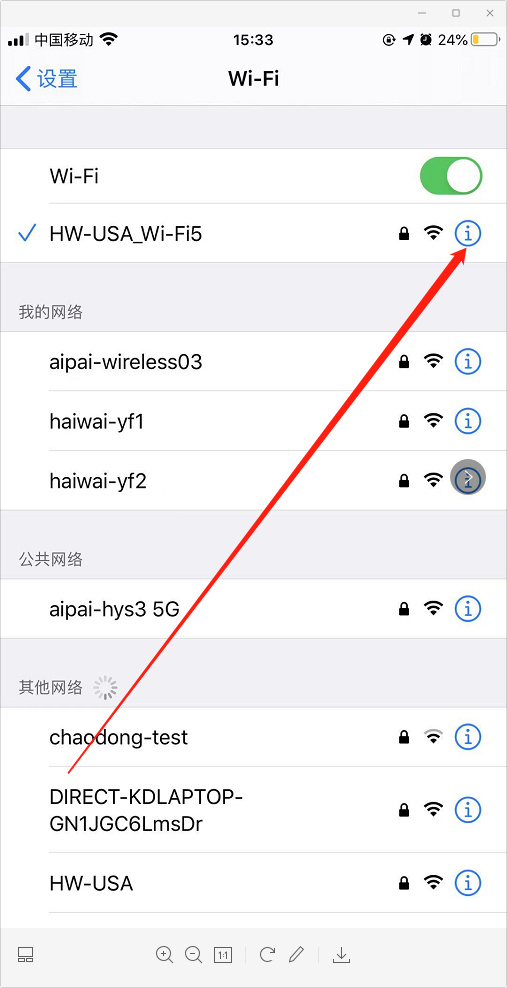 中国移动 15:33 24%
设置 Wi-Fi
Wi-Fi
HW-USA_Wi-Fi5
我的网络
aipai-wireless03
haiwai-yf1
haiwai-yf2
公共网络
aipai-hys3 5G
其他网络
chaodong-test
DIRECT-KDLAPTOP-
GN1JGC6LmsDr
HW-USA
1:1